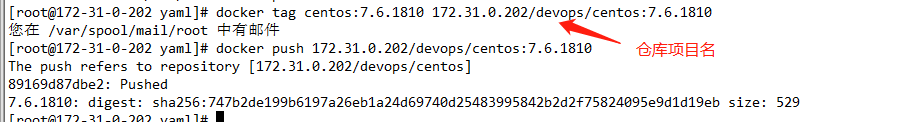 [root@172-31-0-202 yaml]# docker tag centos:7.6.1810 172.31.0.202/devops/centos:7.6.1810
您在 /var/spool/mail/root 中有邮件
[root@172-31-0-202 yaml]# docker push 172.31.0.202/devops/centos:7.6.1810
仓库项目名
The push refers to repository [172.31.0.202/devops/centos]
89169d87dbe2: Pushed
7.6.1810: digest: sha256:747b2de199b6197a26eb1a24d69740d25483995842b2d2f75824095e9d1d19eb size: 529
[root@172-31-0-202 yaml]#